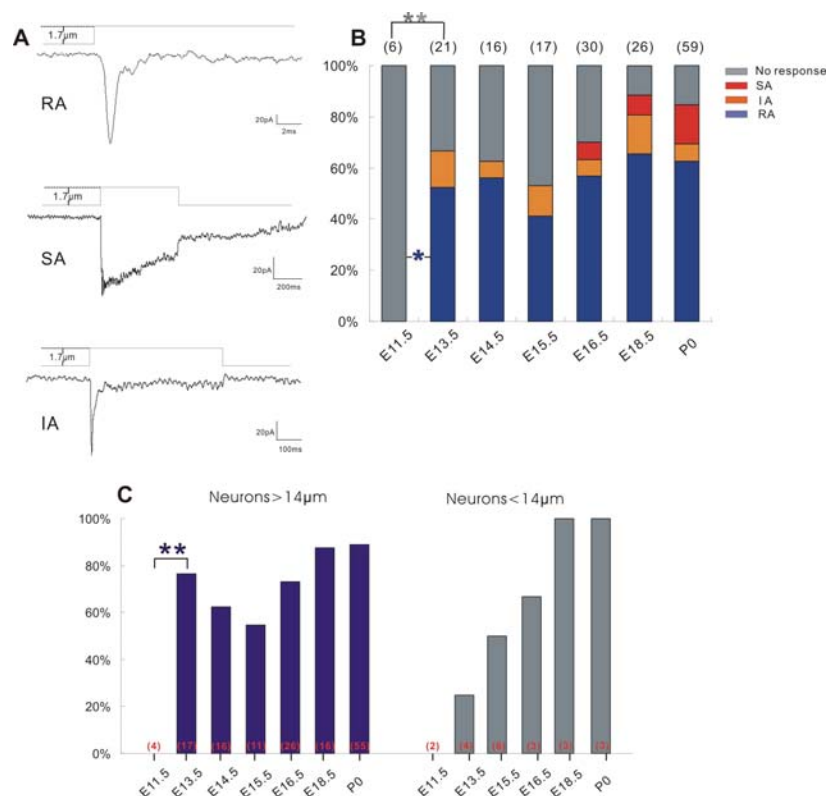 A
1.7μm
RA
20pA
2ms
1.7μm
SA
20pA
200ms
1.7μm
IA
20pA
100ms
B
**
(6) (21) (16) (17) (30) (26) (59)
100%
80%
60%
40%
20%
0%
*
E11.5 E13.5 E14.5 E15.5 E16.5 E18.5 P0
No response
SA
IA
RA
C
Neurons>14μm
100%
80%
60%
40%
20%
0%
**
(4) (17) (16) (11) (26) (16) (55)
E11.5 E13.5 E14.5 E15.5 E16.5 E18.5 P0
Neurons<14μm
(2) (4) (6)
E11.5 E13.5 E15.5 E16.5 E18.5 P0